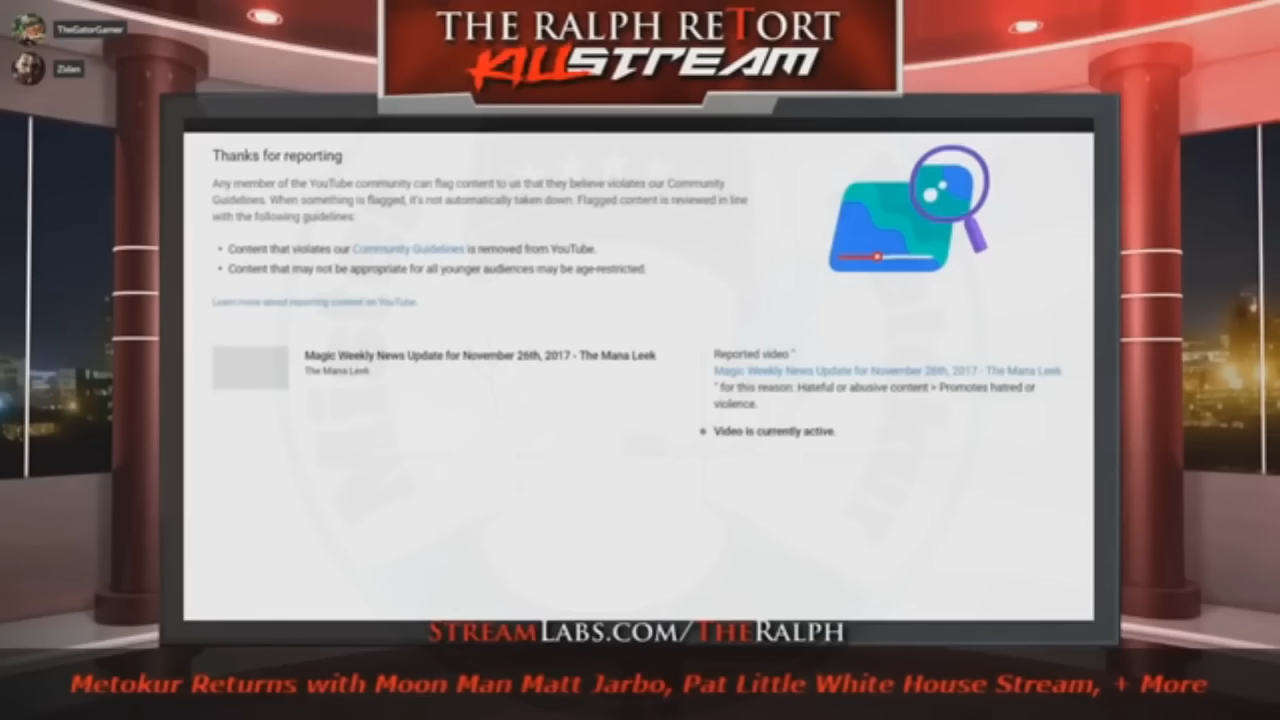 THE RALPH RETORT
KILLSTREAM
TheGatorGamer
Zidan
Thanks for reporting
Any member of the YouTube community can flag content to us that they believe violates our Community
Guidelines. When something is flagged, it's not automatically taken down. Flagged content is reviewed in line
with the following guidelines:
• Content that violates our Community Guidelines is removed from YouTube.
• Content that may not be appropriate for all younger audiences may be age-restricted.
Learn more about reporting content on YouTube.
Magic Weekly News Update for November 26th, 2017 - The Mana Leek
The Mana Leek
Reported video "
Magic Weekly News Update for November 26th, 2017 - The Mana Leek
" for this reason: Hateful or abusive content > Promotes hatred or
violence.
Video is currently active.
STREAMLABS.COM/THERALPH
Metokur Returns with Moon Man Matt Jarbo, Pat Little White House Stream, + More